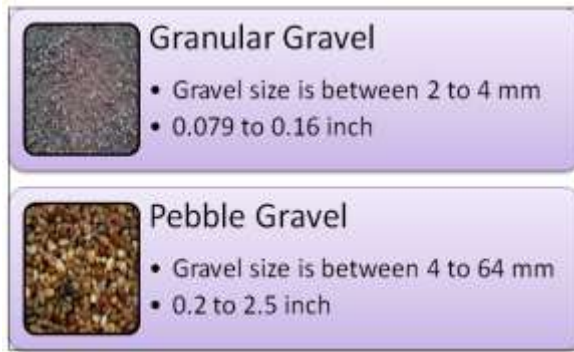 Granular Gravel
• Gravel size is between 2 to 4 mm
• 0.079 to 0.16 inch
Pebble Gravel
• Gravel size is between 4 to 64 mm
• 0.2 to 2.5 inch